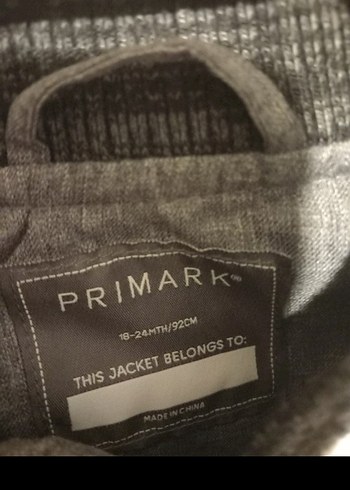 PRIMARK®
18-24MTH/92CM
THIS JACKET BELONGS TO:
MADE IN CHINA